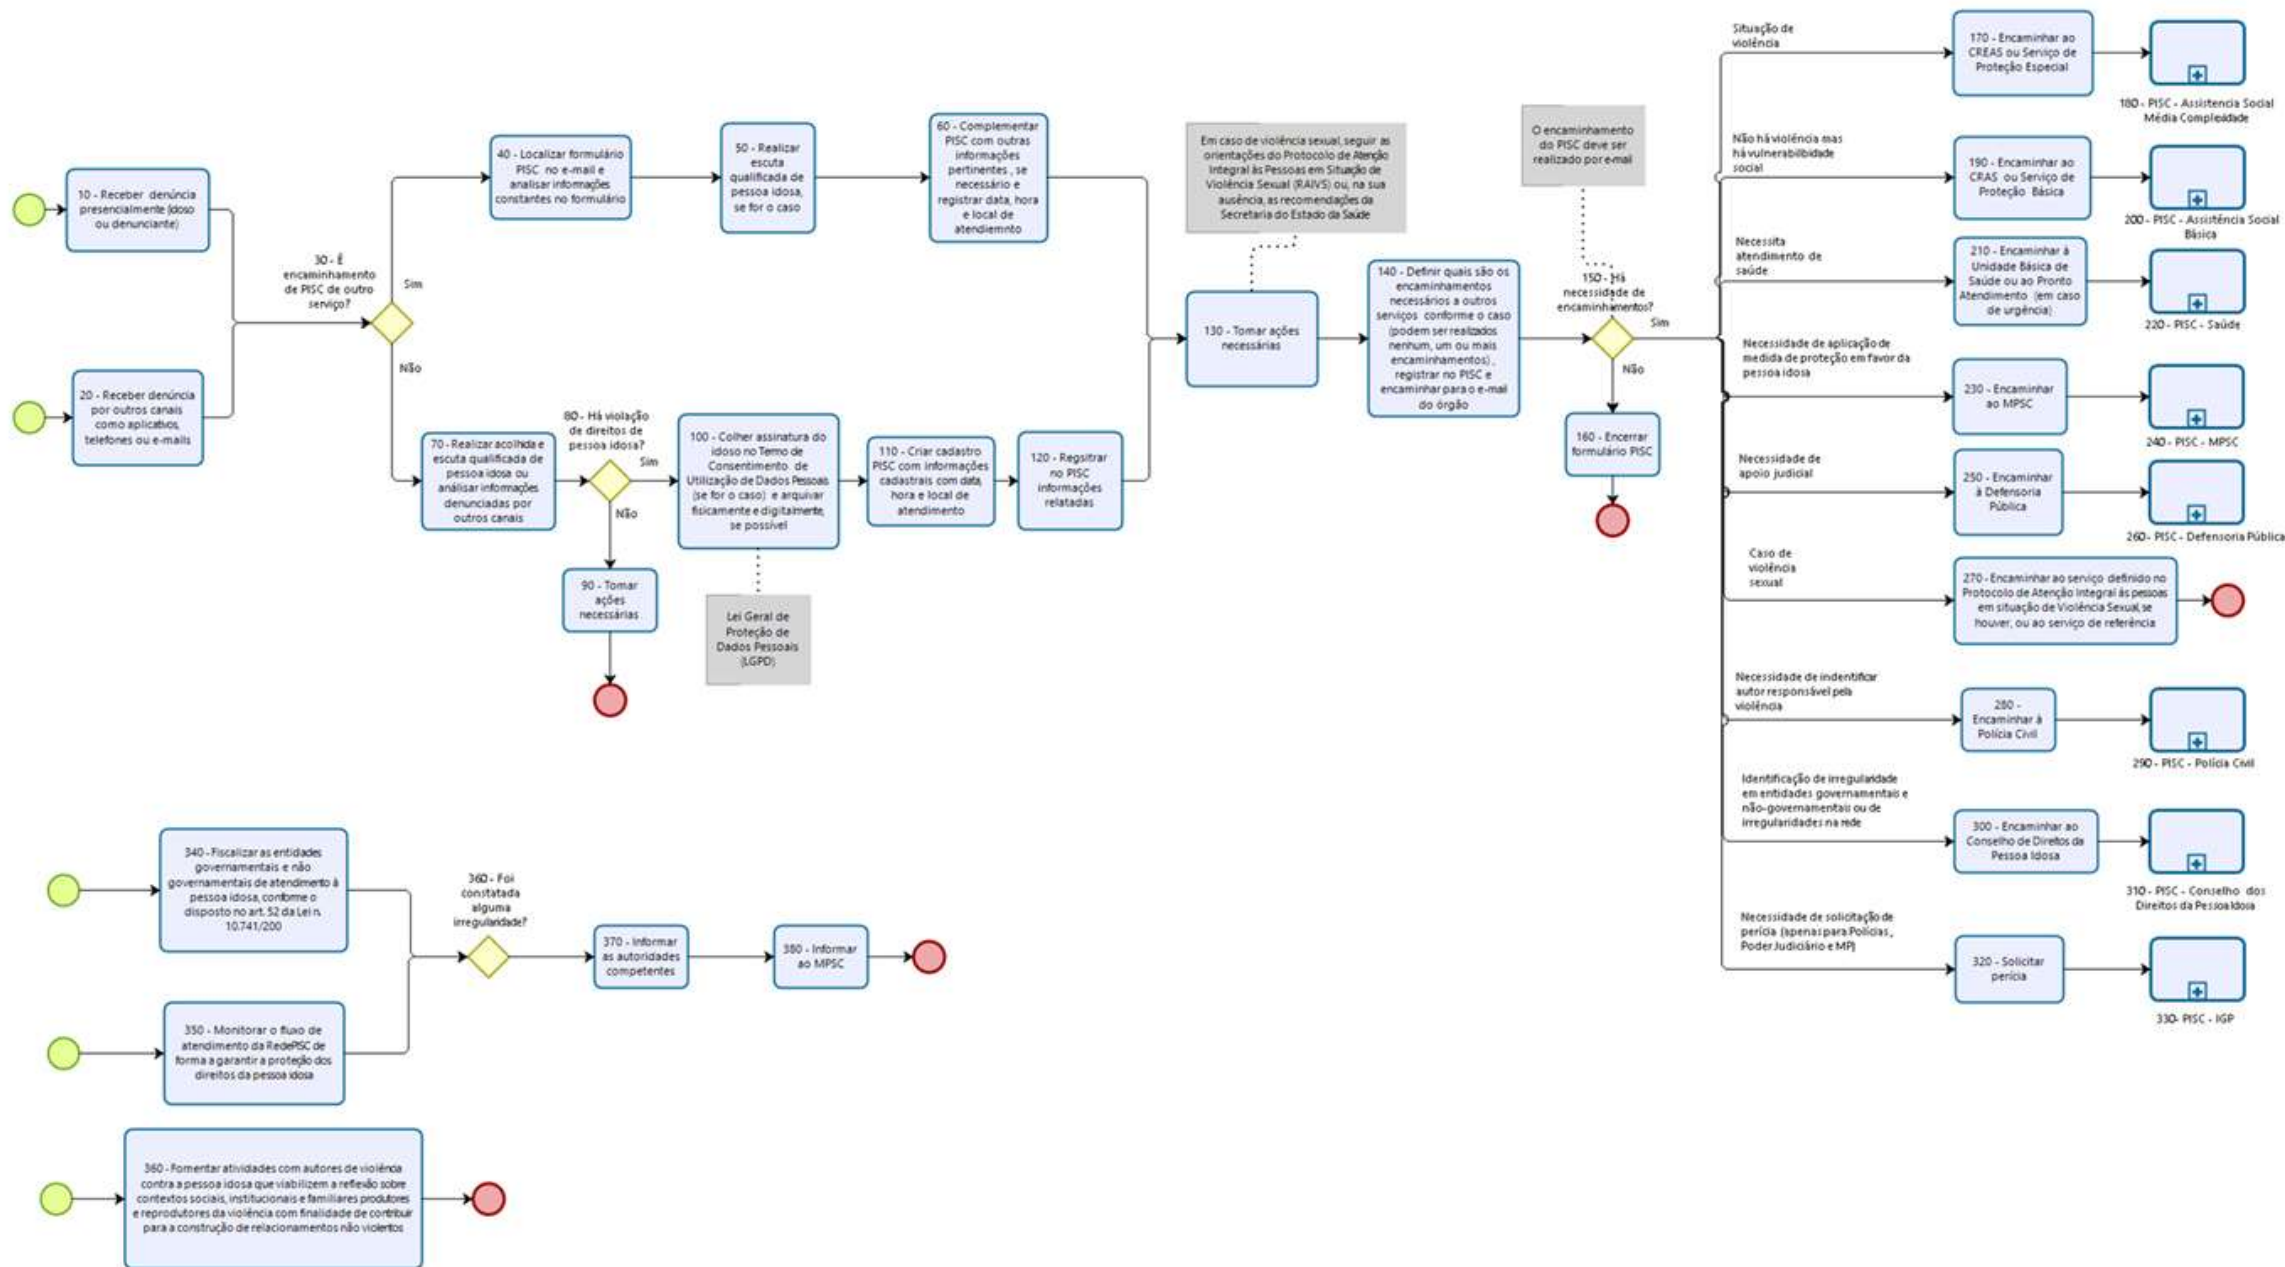 10 - Receber denúncia
presencialmente (idoso
ou denunciante)
20 - Receber denúncia
por outros canais
como aplicativos,
telefones ou e-mails
30 - É
encaminhamento
de PISC de outro
serviço?
Sim
Não
40 - Localizar formulário
PISC no e-mail e
analisar informações
constantes no formulário
50 - Realizar
escuta
qualificada de
pessoa idosa,
se for o caso
60 - Complementar
PISC com outras
informações
pertinentes , se
necessário e
registrar data, hora
e local de
atendiemnto
70 - Realizar acolhida e
escuta qualificada de
pessoa idosa ou
análisar informações
denunciadas por
outros canais
80 - Há violação
de direitos de
pessoa idosa?
Sim
Não
90 - Tomar
ações
necessárias
100 - Colher assinatura do
idoso no Termo de
Consentimento de
Utilização de Dados Pessoais
(se for o caso) e arquivar
fisicamente e digitalmente,
se possível
Lei Geral de
Proteção de
Dados Pessoais
(LGPD)
110 - Criar cadastro
PISC com informações
cadastrais com data,
hora e local de
atendimento
120 - Regsitrar
no PISC
informações
relatadas
Em caso de violência sexual, seguir as
orientações do Protocolo de Atenção
Integral às Pessoas em Situação de
Violência Sexual (RAIVS) ou, na sua
ausência, as recomendações da
Secretaria do Estado da Saúde
130 - Tomar ações
necessárias
140 - Definir quais são os
encaminhamentos
necessários a outros
serviços conforme o caso
(podem ser realizados
nenhum, um ou mais
encaminhamentos) ,
registrar no PISC e
encaminhar para o e-mail
do órgão
O encaminhamento
do PISC deve ser
realizado por e-mail
150 - Há
necessidade de
encaminhamentos?
Sim
Não
160 - Encerrar
formulário PISC
Situação de
violência
170 - Encaminhar ao
CREAS ou Serviço de
Proteção Especial
180 - PISC - Assistencia Social
Média Complexidade
Não há violência mas
há vulnerabilbidade
social
190 - Encaminhar ao
CRAS ou Serviço de
Proteção Básica
200 - PISC - Assistência Social
Básica
Necessita
atendimento de
saúde
210 - Encaminhar à
Unidade Básica de
Saúde ou ao Pronto
Atendimento (em caso
de urgência)
220 - PISC - Saúde
Necessidade de aplicação de
medida de proteção em favor da
pessoa idosa
230 - Encaminhar
ao MPSC
240 - PISC - MPSC
Necessidade de
apoio judicial
250 - Encaminhar
à Defensoria
Pública
260 - PISC - Defensoria Pública
Caso de
violência
sexual
270 - Encaminhar ao serviço definido no
Protocolo de Atenção Integral às pessoas
em situação de Violência Sexual, se
houver, ou ao serviço de referência
Necessidade de indentificar
autor responsável pela
violência
280 -
Encaminhar à
Polícia Civil
290 - PISC - Polícia Civil
Identificação de irregularidade
em entidades governamentais e
não-governamentais ou de
irregularidades na rede
300 - Encaminhar ao
Conselho de Direitos da
Pessoa Idosa
310 - PISC - Conselho dos
Direitos da Pessoa Idosa
Necessidade de solicitação de
perícia (apenas para Polícias ,
Poder Judiciário e MP)
320 - Solicitar
perícia
330- PISC - IGP
340 - Fiscalizar as entidades
governamentais e não
governamentais de atendimento à
pessoa idosa, conforme o
disposto no art. 52 da Lei n.
10.741/200
350 - Monitorar o fluxo de
atendimento da RedePISC de
forma a garantir a proteção dos
direitos da pessoa idosa
360 - Foi
constatada
alguma
irregularidade?
370 - Informar
as autoridades
competentes
380 - Informar
ao MPSC
360 - Fomentar atividades com autores de violência
contra a pessoa idosa que viabilizem a reflexão sobre
contextos sociais, institucionais e familiares produtores
e reprodutores da violência com finalidade de contribuir
para a construção de relacionamentos não violentos